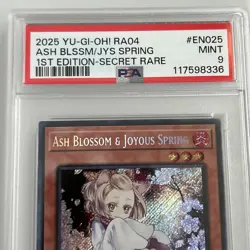 2025 YU-GI-OH! RA04 #EN025
ASH BLSSM/JYS SPRING MINT
1ST EDITION-SECRET RARE 9
PSA 117598336
Ash Blossom & Joyous Spring